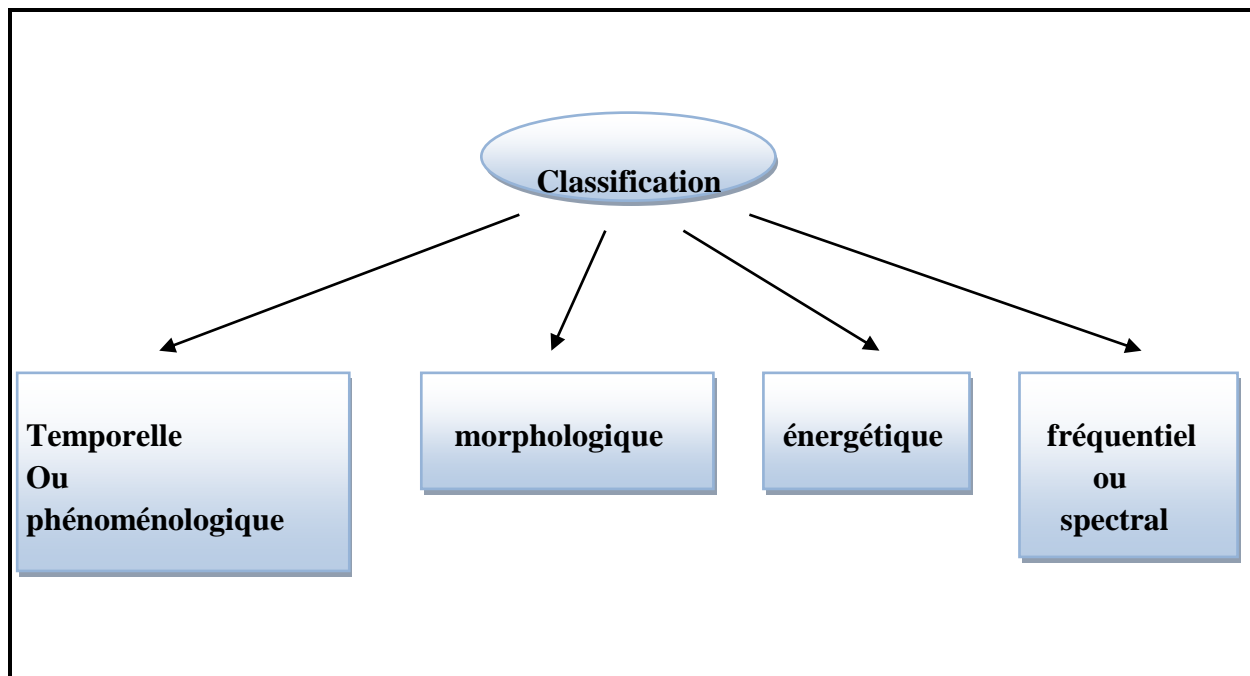 Classification
Temporelle
Ou
phénoménologique
morphologique
énergétique
fréquentiel
ou
spectral